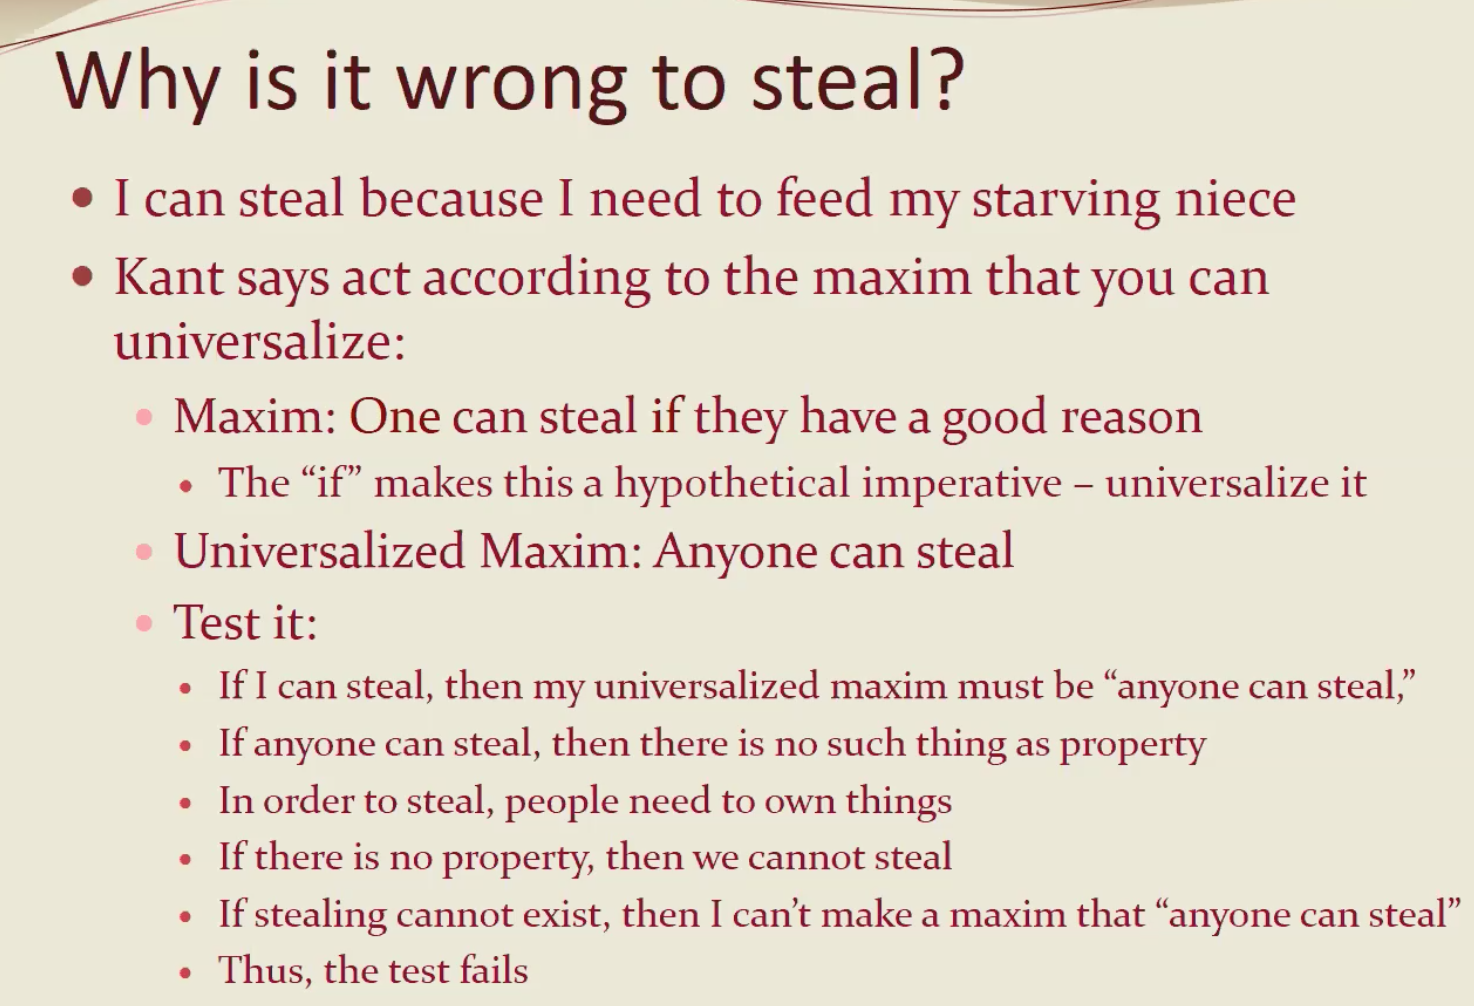 Why is it wrong to steal?
• I can steal because I need to feed my starving niece
• Kant says act according to the maxim that you can
universalize:
• Maxim: One can steal if they have a good reason
• The “if” makes this a hypothetical imperative – universalize it
• Universalized Maxim: Anyone can steal
• Test it:
• If I can steal, then my universalized maxim must be “anyone can steal,”
• If anyone can steal, then there is no such thing as property
• In order to steal, people need to own things
• If there is no property, then we cannot steal
• If stealing cannot exist, then I can’t make a maxim that “anyone can steal”
• Thus, the test fails